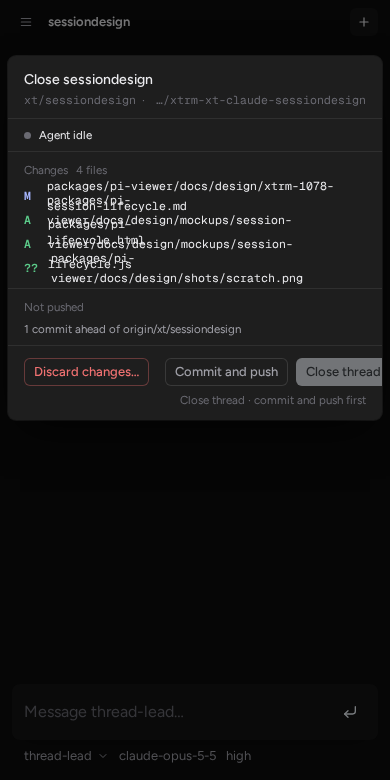 sessiondesign
Close sessiondesign
xt/sessiondesign · …/xtrm-xt-claude-sessiondesign
Agent idle
Changes 4 files
M packages/pi-viewer/docs/design/xtrm-1078-
session-lifecycle.md
A packages/pi-
viewer/docs/design/mockups/session-
lifecycle.html
A packages/pi-
viewer/docs/design/mockups/session-
lifecycle.js
?? packages/pi-
viewer/docs/design/shots/scratch.png
Not pushed
1 commit ahead of origin/xt/sessiondesign
Discard changes… Commit and push Close thread
Close thread · commit and push first
Message thread-lead…
thread-lead claude-opus-5-5 high